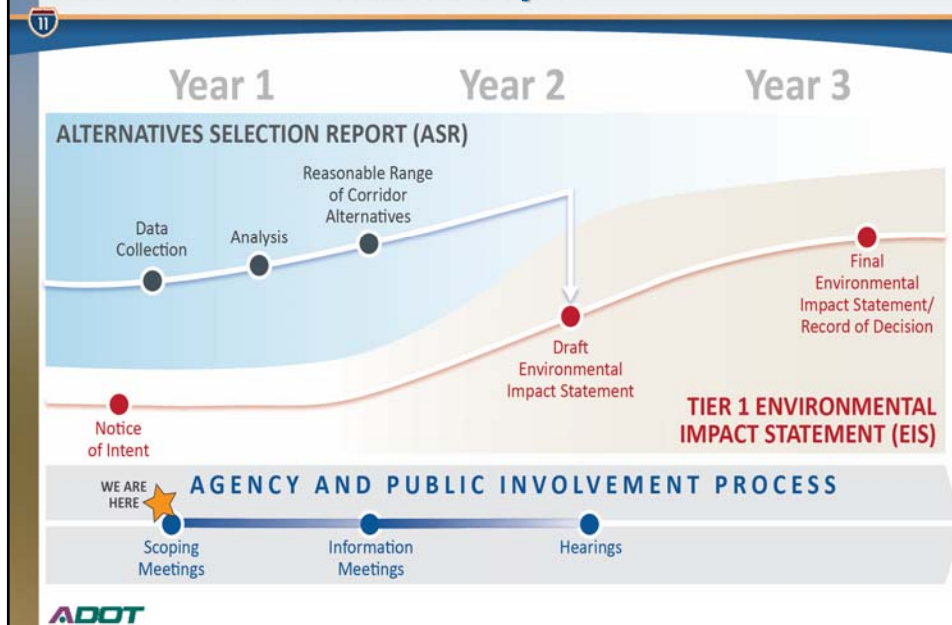 11
Year 1
Year 2
Year 3
ALTERNATIVES SELECTION REPORT (ASR)
Data
Collection
Analysis
Reasonable Range
of Corridor
Alternatives
Draft
Environmental
Impact Statement
Final
Environmental
Impact Statement/
Record of Decision
Notice
of Intent
TIER 1 ENVIRONMENTAL
IMPACT STATEMENT (EIS)
WE ARE
HERE
AGENCY AND PUBLIC INVOLVEMENT PROCESS
Scoping
Meetings
Information
Meetings
Hearings
ADOT